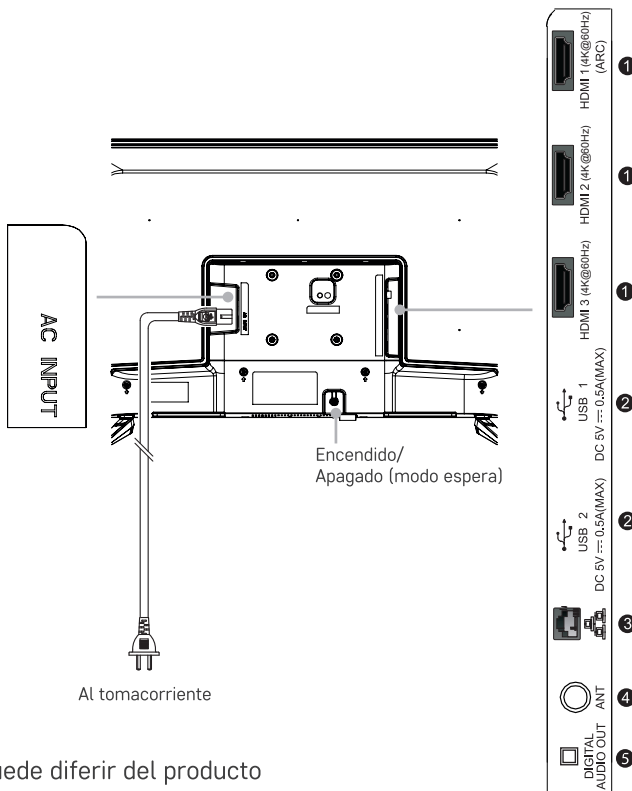 HDMI 1 (4K@60Hz)
(ARC)
1
HDMI 2 (4K@60Hz)
1
HDMI 3 (4K@60Hz)
1
AC INPUT
USB 1
DC 5V ⎓ 0.5A(MAX)
2
Encendido/
Apagado (modo espera)
USB 2
DC 5V ⎓ 0.5A(MAX)
2
3
ANT
4
DIGITAL
AUDIO OUT
5
Al tomacorriente
uede diferir del producto